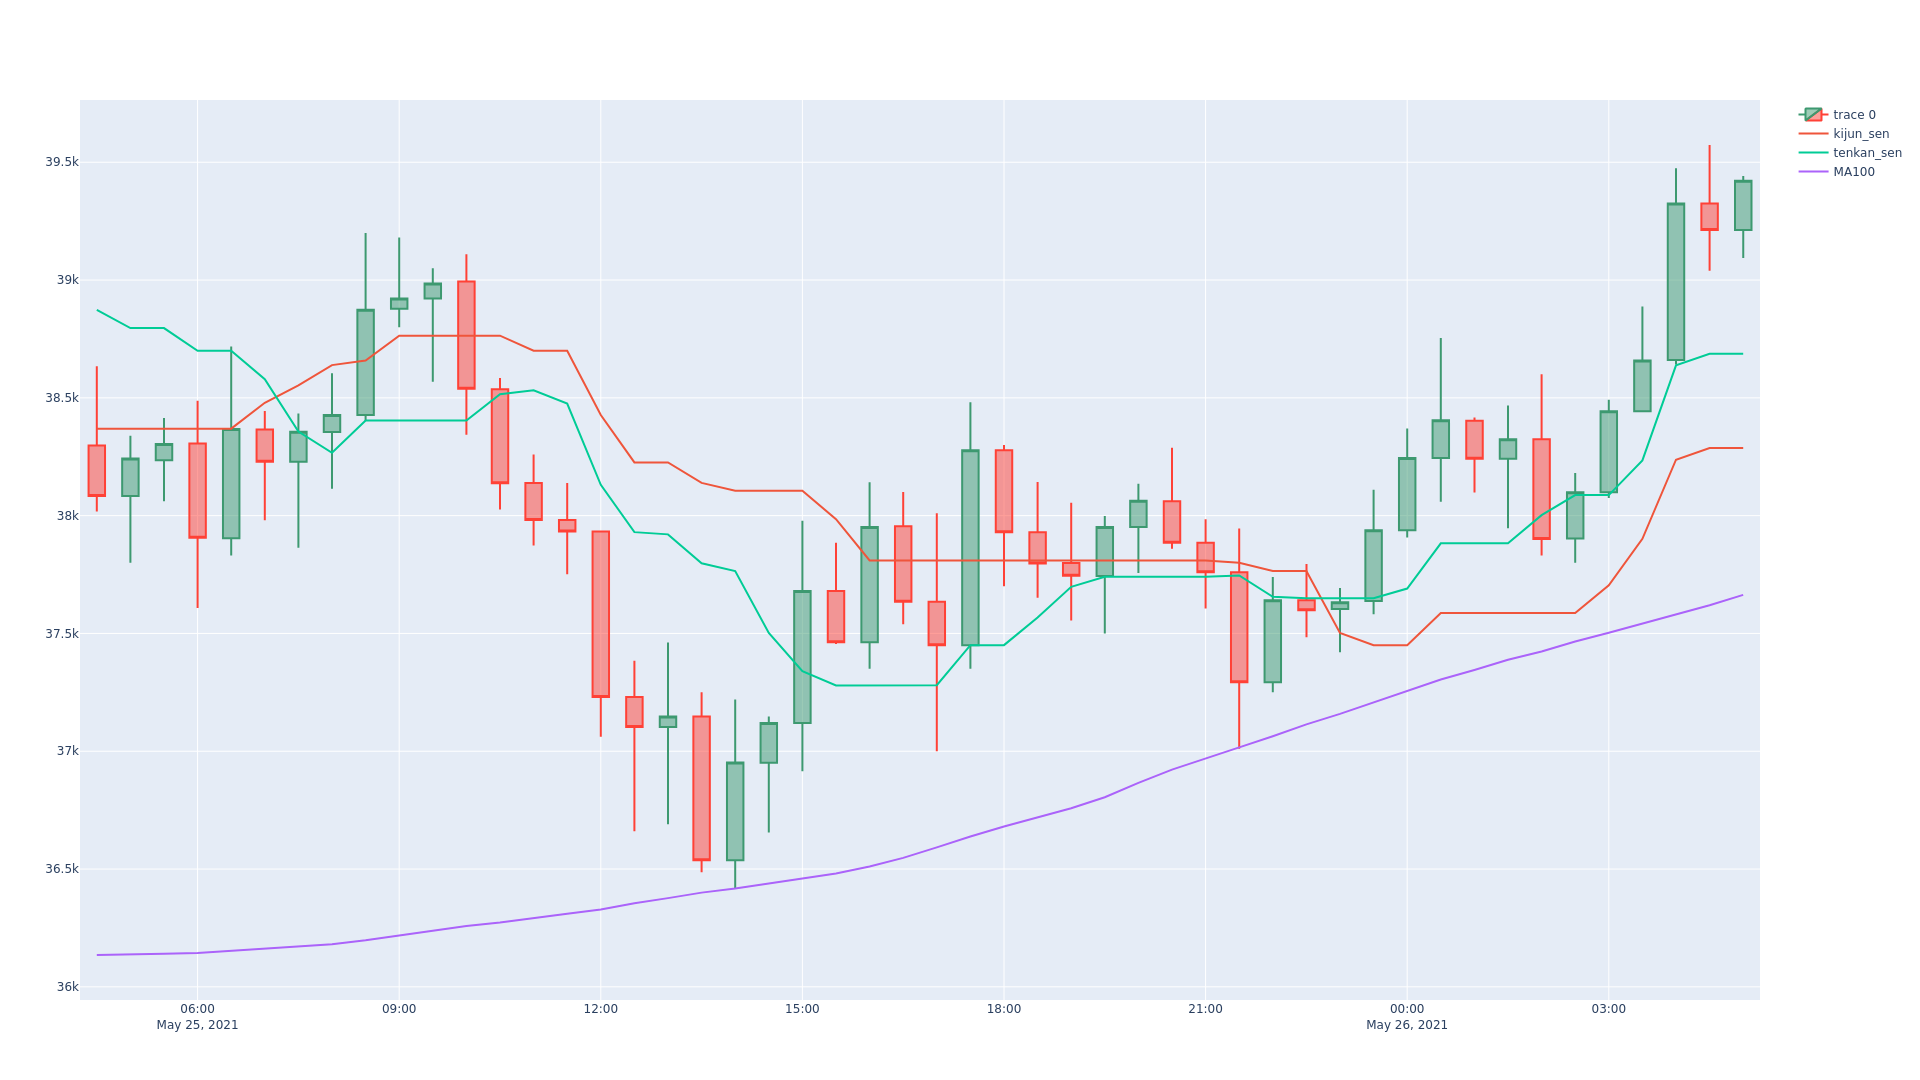 39.5k
39k
38.5k
38k
37.5k
37k
36.5k
36k
06:00
May 25, 2021
09:00
12:00
15:00
18:00
21:00
00:00
May 26, 2021
03:00
trace 0
kijun_sen
tenkan_sen
MA100